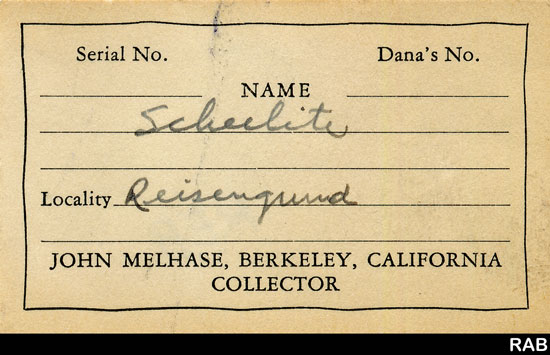 Serial No. Dana's No.
NAME
Scheelite
Locality Reisengrund
JOHN MELHASE, BERKELEY, CALIFORNIA
COLLECTOR
RAB